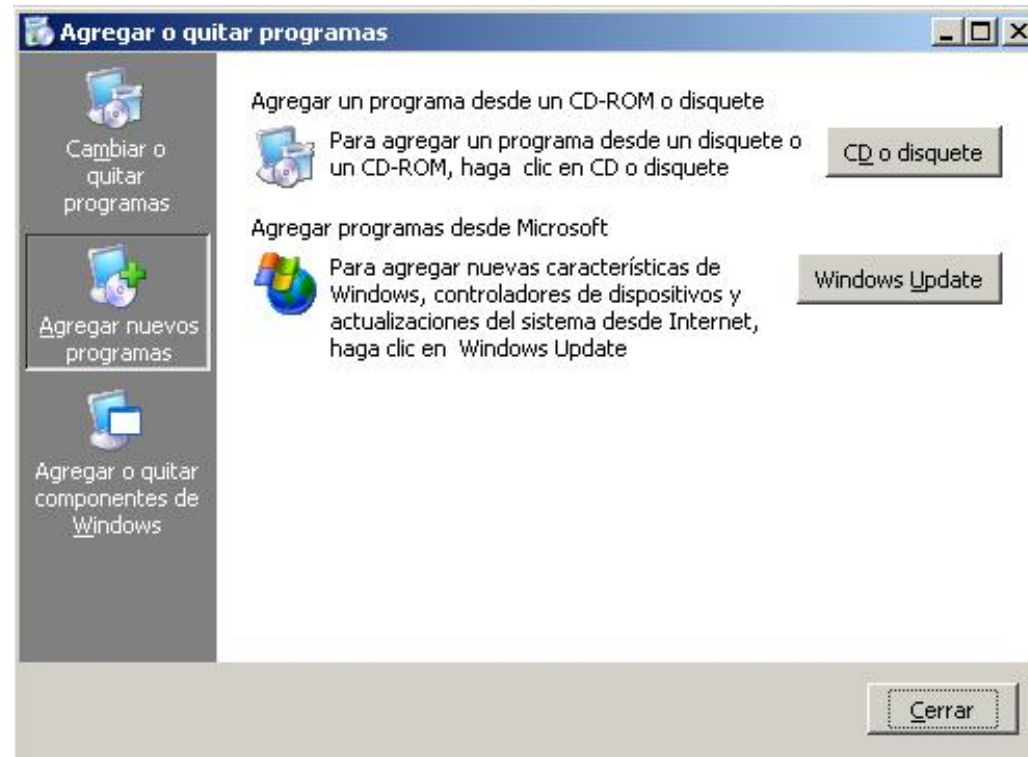 Agregar o quitar programas
Cambiar o
quitar
programas
Agregar nuevos
programas
Agregar o quitar
componentes de
Windows
Agregar un programa desde un CD-ROM o disquete
Para agregar un programa desde un disquete o
un CD-ROM, haga clic en CD o disquete
CD o disquete
Agregar programas desde Microsoft
Para agregar nuevas características de
Windows, controladores de dispositivos y
actualizaciones del sistema desde Internet,
haga clic en Windows Update
Windows Update
Cerrar